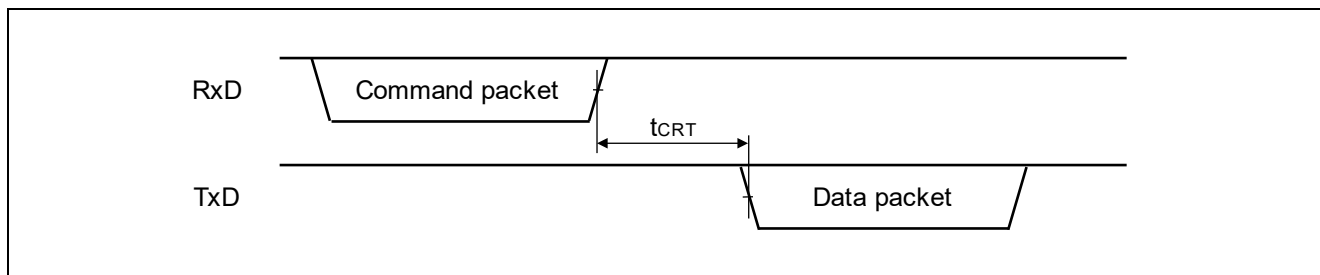 RxD
Command packet
tCRT
TxD
Data packet